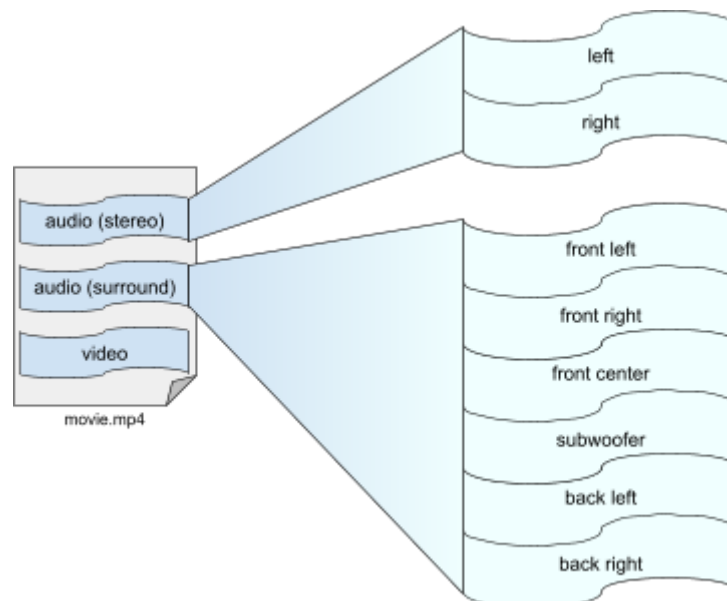 audio (stereo)
audio (surround)
video
movie.mp4
left
right
front left
front right
front center
subwoofer
back left
back right